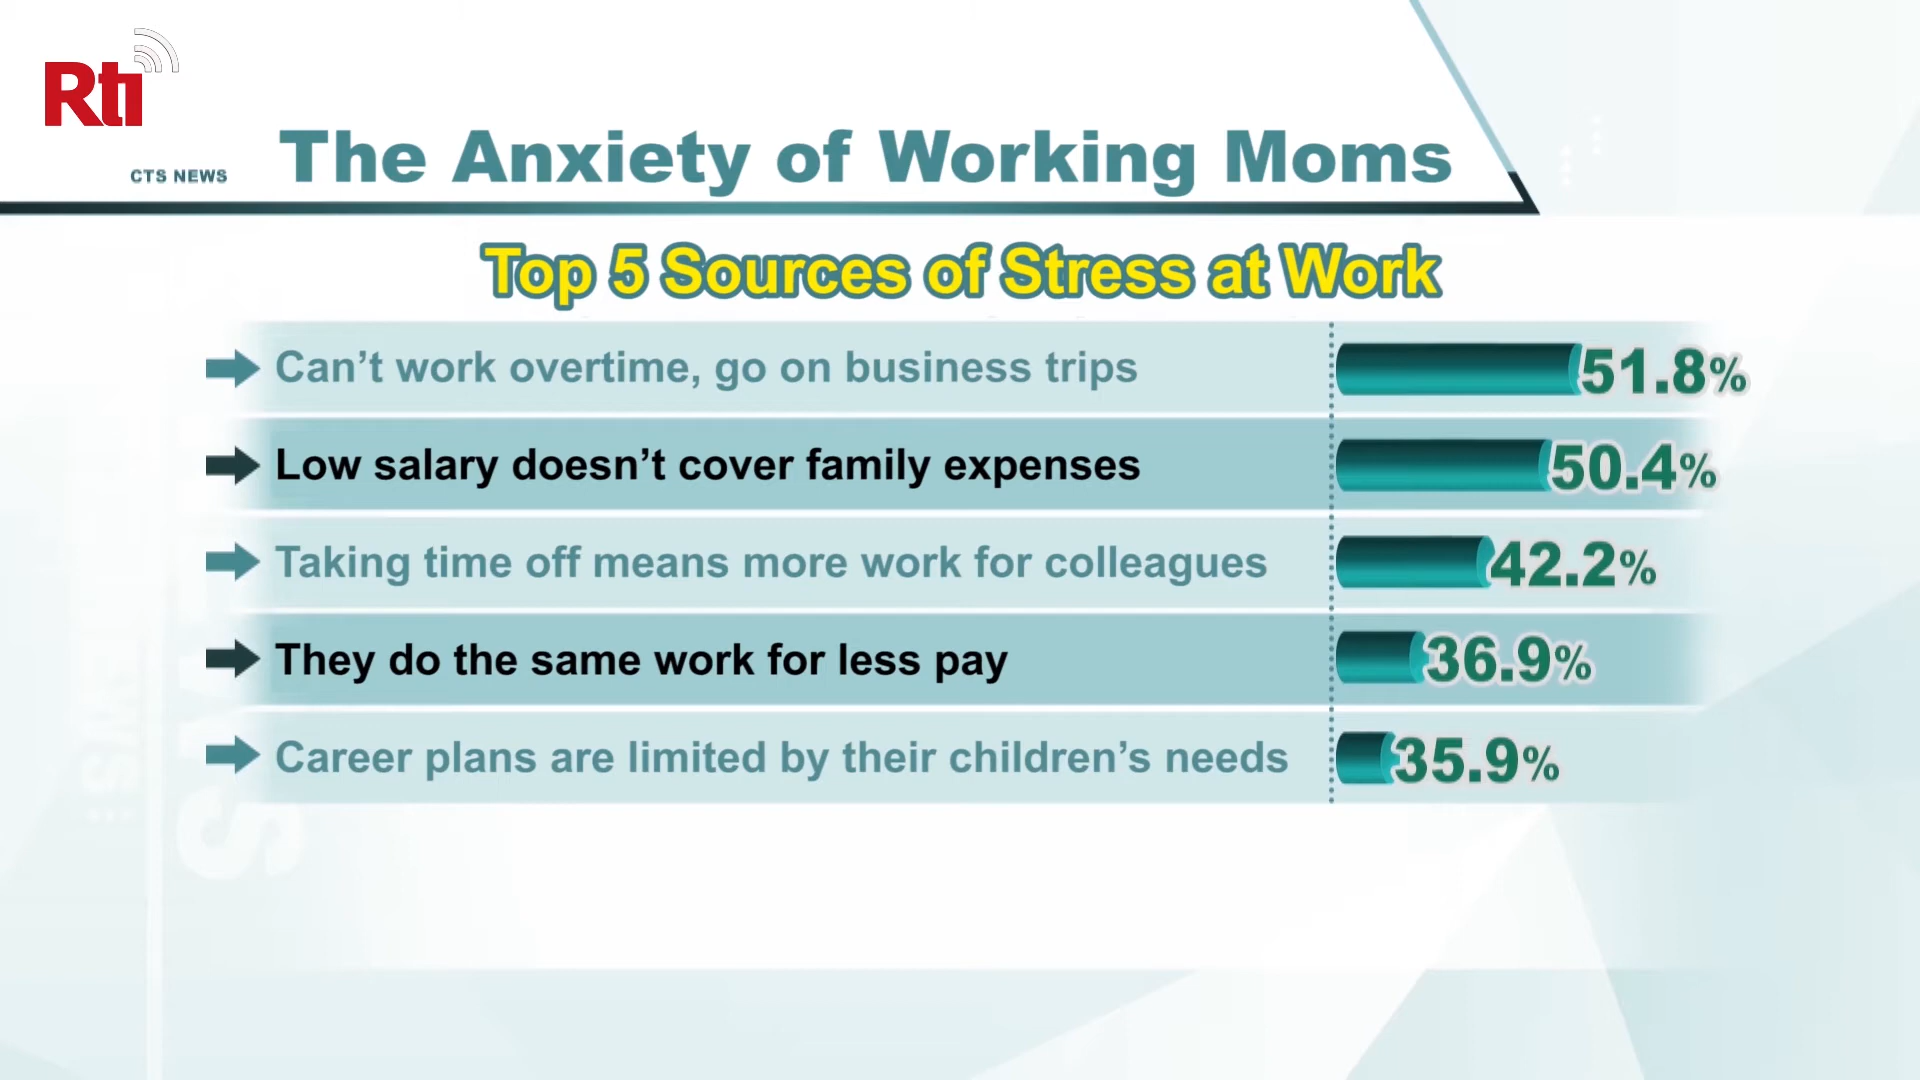 Rti
CTS NEWS
The Anxiety of Working Moms
Top 5 Sources of Stress at Work
Can’t work overtime, go on business trips 51.8%
Low salary doesn’t cover family expenses 50.4%
Taking time off means more work for colleagues 42.2%
They do the same work for less pay 36.9%
Career plans are limited by their children’s needs 35.9%